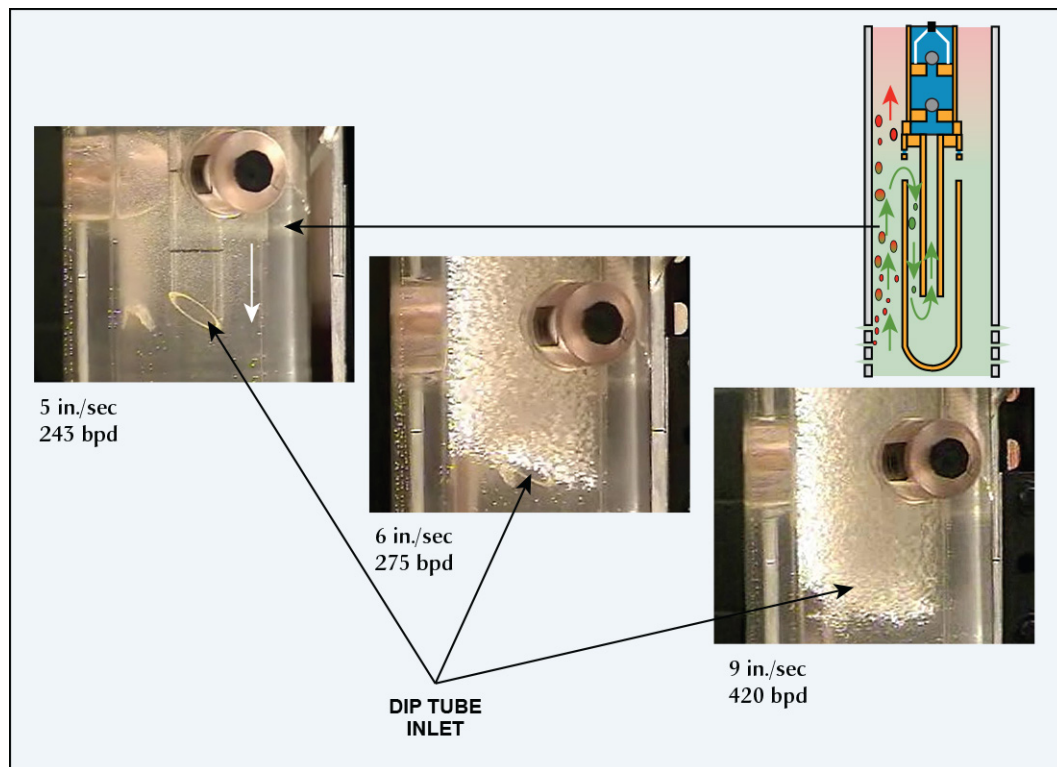 5 in./sec
243 bpd
6 in./sec
275 bpd
9 in./sec
420 bpd
DIP TUBE
INLET